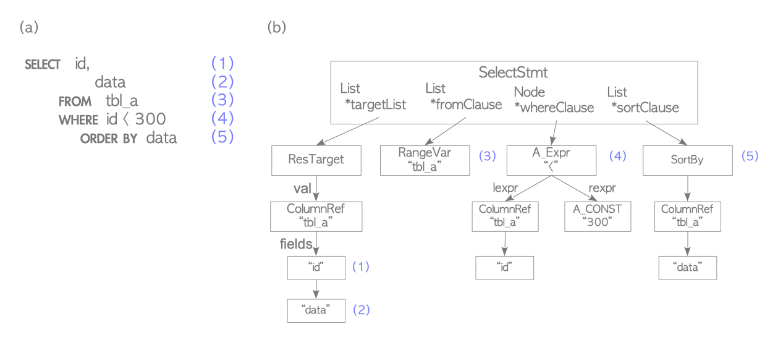 (a)
SELECT id, (1)
data (2)
FROM tbl_a (3)
WHERE id < 300 (4)
ORDER BY data (5)
(b)
SelectStmt
List *targetList
List *fromClause
Node *whereClause
List *sortClause
ResTarget
RangeVar
"tbl_a"
(3)
A_Expr
"<"
(4)
SortBy
(5)
val
lexpr
rexpr
ColumnRef
"tbl_a"
ColumnRef
"tbl_a"
A_CONST
"300"
ColumnRef
"tbl_a"
fields
"id"
(1)
"id"
"data"
"data"
(2)